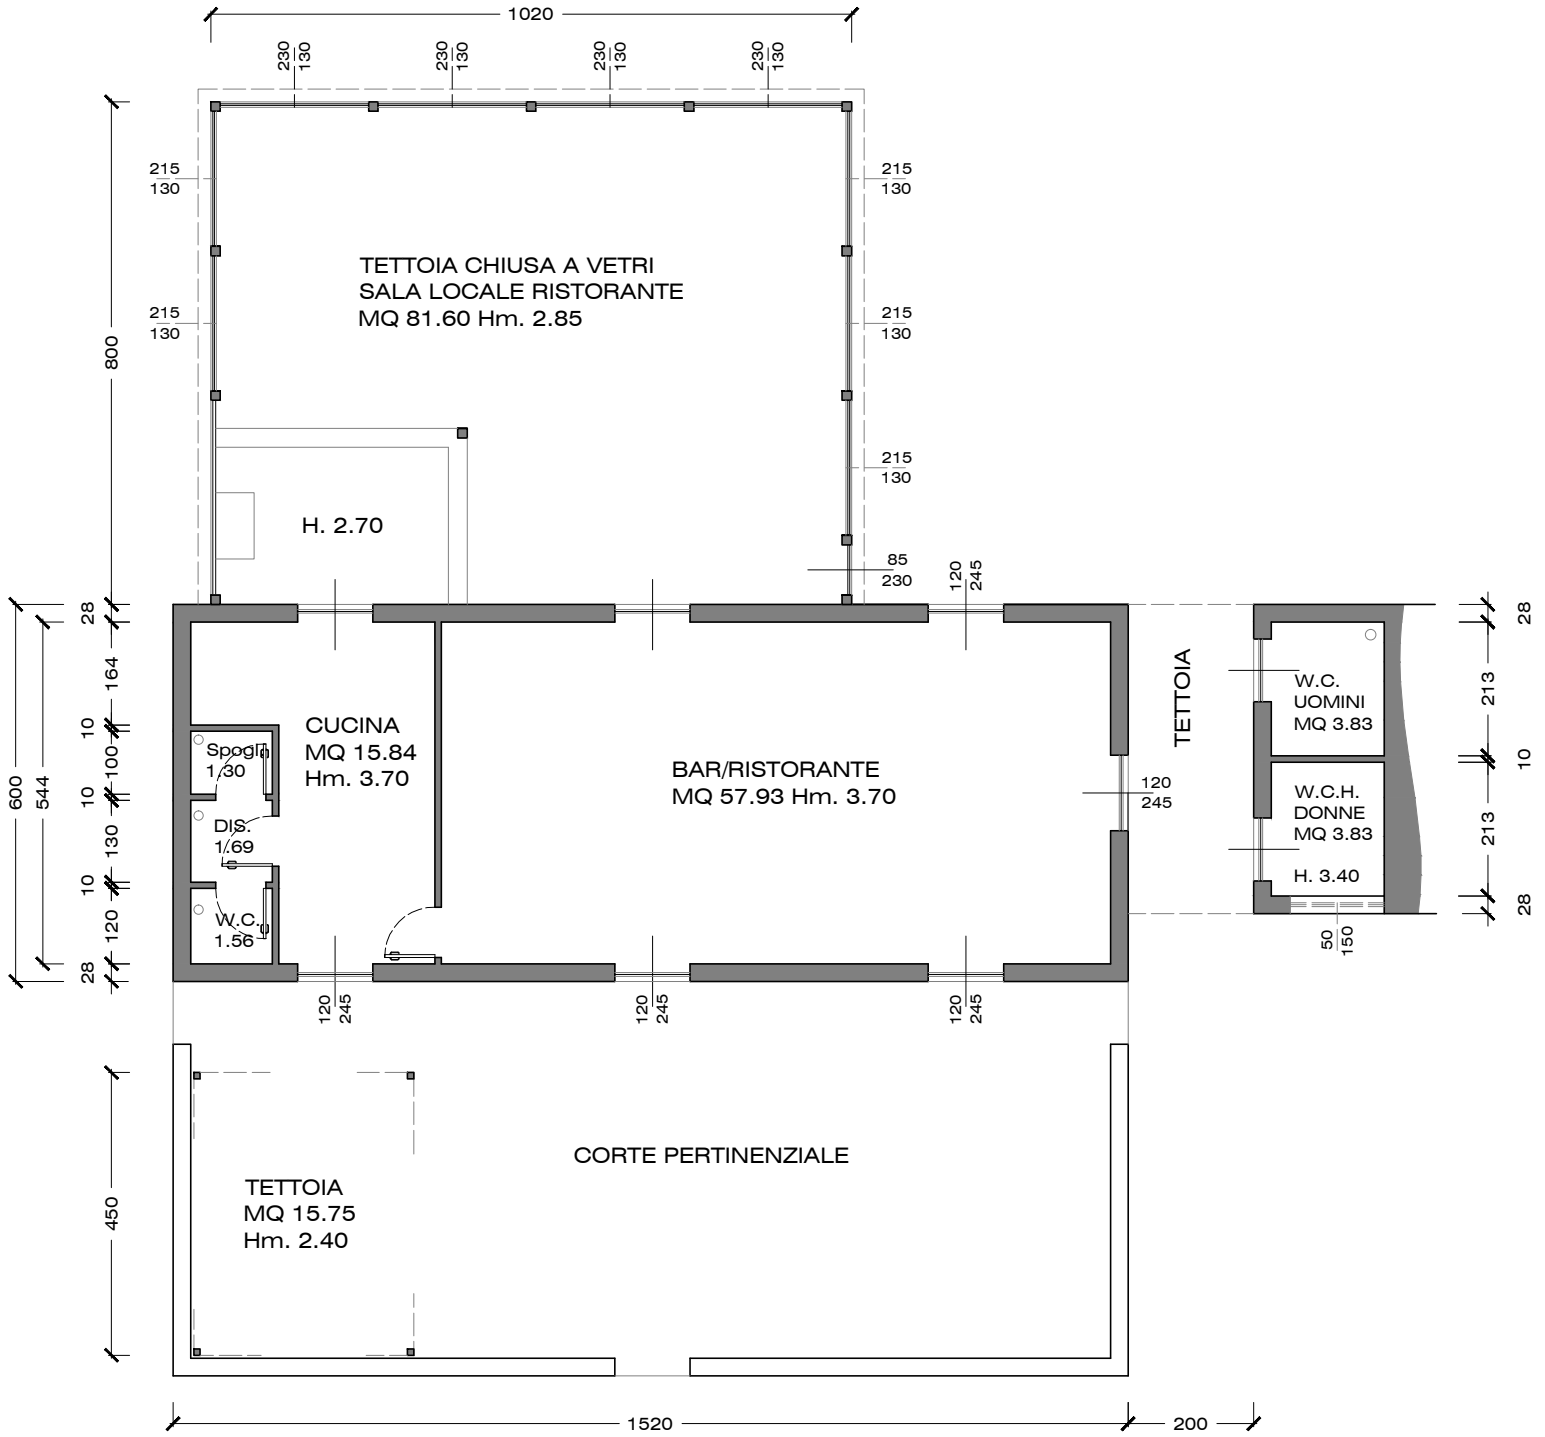 1020
230
130
230
130
230
130
230
130
215
130
215
130
TETTOIA CHIUSA A VETRI
SALA LOCALE RISTORANTE
MQ 81.60 Hm. 2.85
215
130
215
130
800
215
130
H. 2.70
85
230
120
245
28
164
10
100
10
130
10
120
28
600
544
CUCINA
MQ 15.84
Hm. 3.70
Spogl.
1.30
DIS.
1.69
W.C.
1.56
BAR/RISTORANTE
MQ 57.93 Hm. 3.70
120
245
TETTOIA
W.C.
UOMINI
MQ 3.83
W.C.H.
DONNE
MQ 3.83
H. 3.40
28
213
10
213
28
50
150
120
245
120
245
120
245
450
TETTOIA
MQ 15.75
Hm. 2.40
CORTE PERTINENZIALE
1520
200